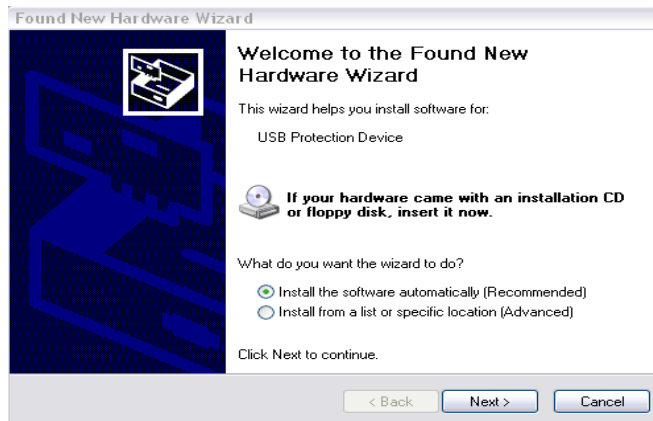 Found New Hardware Wizard
Welcome to the Found New
Hardware Wizard
This wizard helps you install software for:
USB Protection Device
If your hardware came with an installation CD
or floppy disk, insert it now.
What do you want the wizard to do?
Install the software automatically (Recommended)
Install from a list or specific location (Advanced)
Click Next to continue.
< Back Next > Cancel